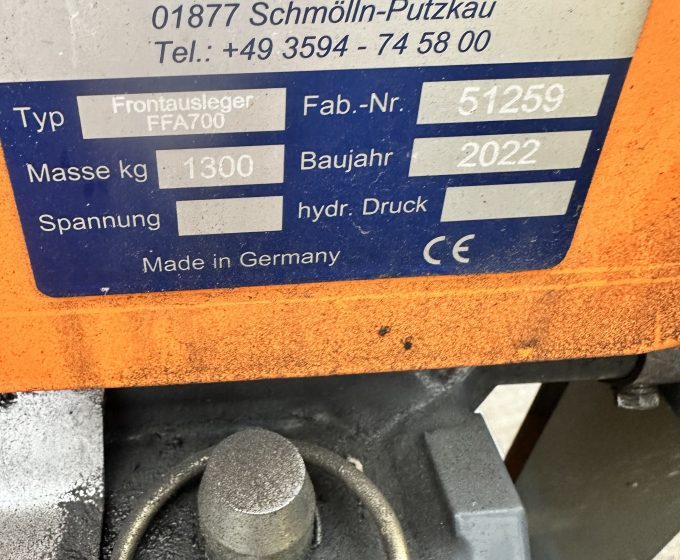 01877 Schmölln-Putzkau
Tel.: +49 3594 - 74 58 00
Typ Frontausleger FFA700 Fab.-Nr. 51259
Masse kg 1300 Baujahr 2022
Spannung hydr. Druck
Made in Germany CE